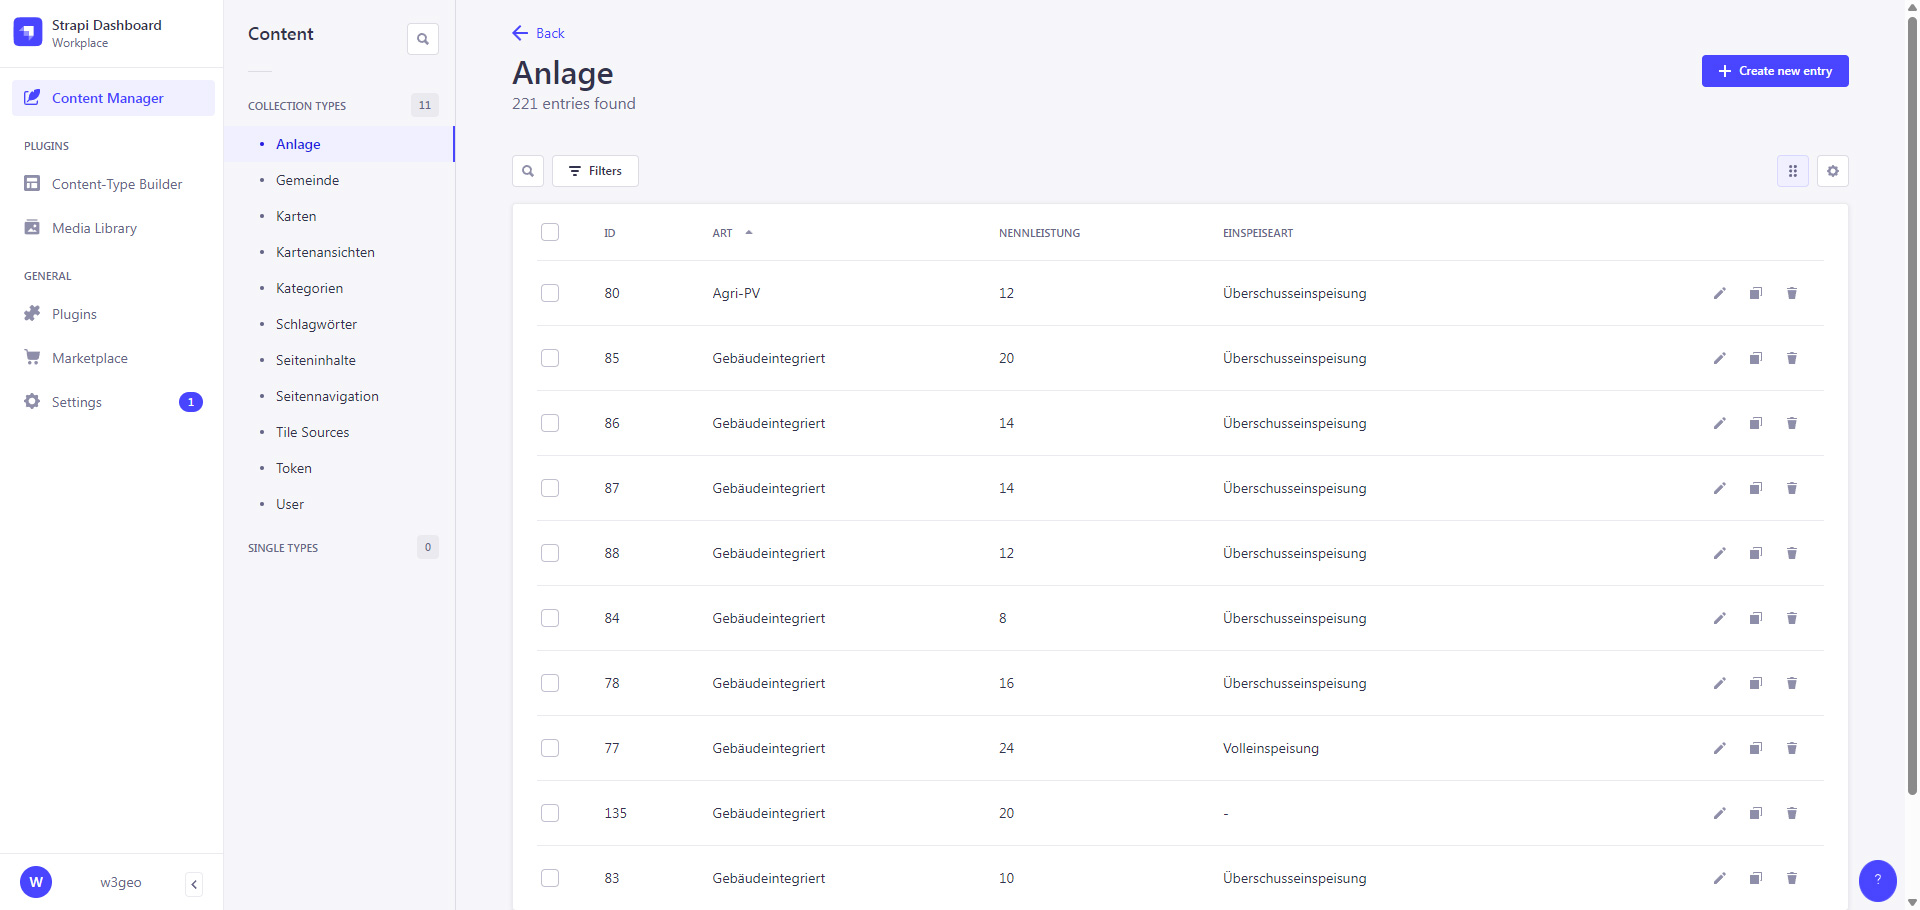 Strapi Dashboard
Workplace
Content Manager
PLUGINS
Content-Type Builder
Media Library
GENERAL
Plugins
Marketplace
Settings
1
W
w3geo
Content
COLLECTION TYPES
11
Anlage
Gemeinde
Karten
Kartenansichten
Kategorien
Schlagwörter
Seiteninhalte
Seitennavigation
Tile Sources
Token
User
SINGLE TYPES
0
Back
Anlage
221 entries found
Create new entry
Filters
ID ART NENNLEISTUNG EINSPEISEART
80 Agri-PV 12 Überschusseinspeisung
85 Gebäudeintegriert 20 Überschusseinspeisung
86 Gebäudeintegriert 14 Überschusseinspeisung
87 Gebäudeintegriert 14 Überschusseinspeisung
88 Gebäudeintegriert 12 Überschusseinspeisung
84 Gebäudeintegriert 8 Überschusseinspeisung
78 Gebäudeintegriert 16 Überschusseinspeisung
77 Gebäudeintegriert 24 Volleinspeisung
135 Gebäudeintegriert 20 -
83 Gebäudeintegriert 10 Überschusseinspeisung
?